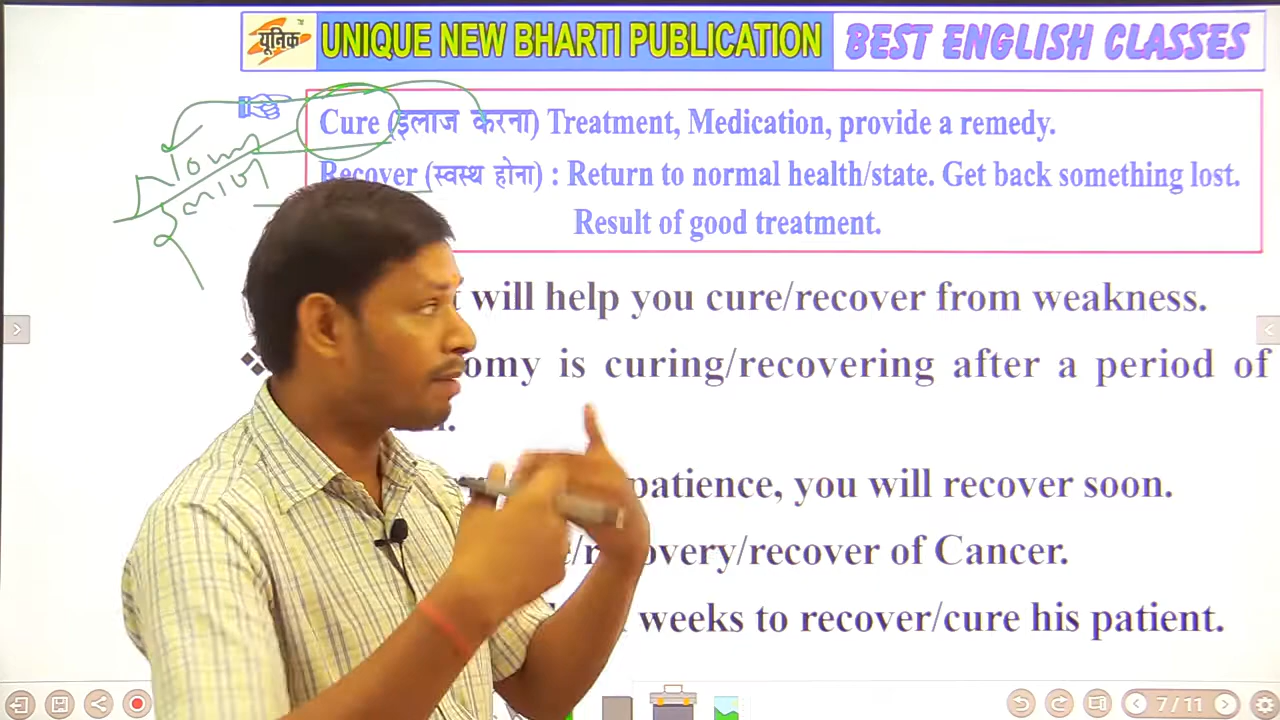 यूनिक UNIQUE NEW BHARTI PUBLICATION BEST ENGLISH CLASSES
Cure (इलाज करना) Treatment, Medication, provide a remedy.
Recover (स्वस्थ होना) : Return to normal health/state. Get back something lost.
Result of good treatment.
इलाज
will help you cure/recover from weakness.
is curing/recovering after a period of
patience, you will recover soon.
/recover of Cancer.
weeks to recover/cure his patient.
7/11